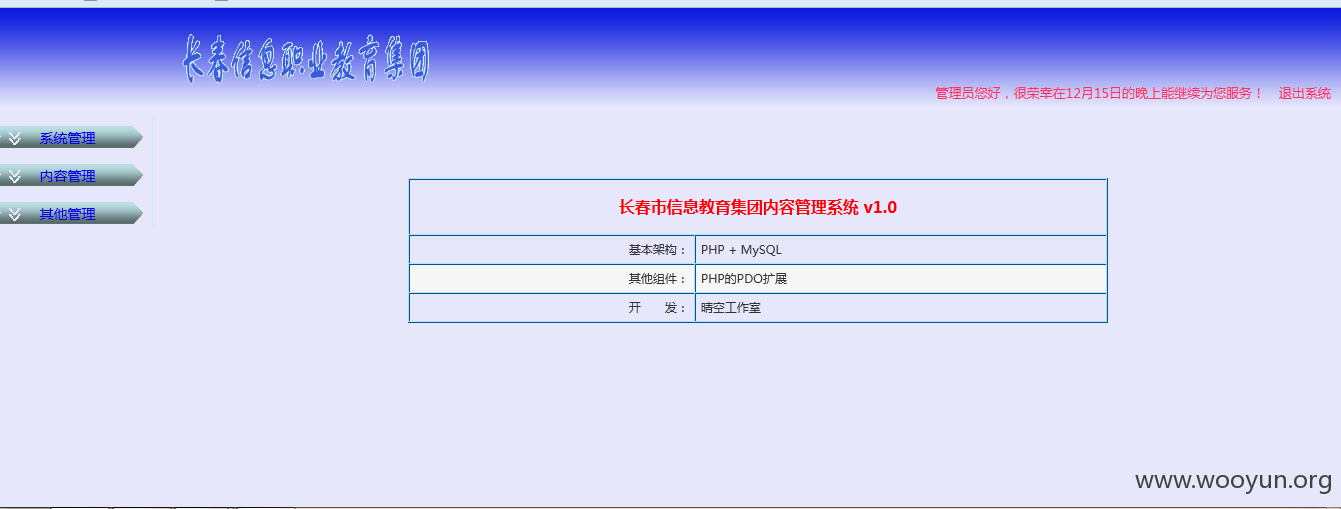 长春信息职业教育集团
管理员您好，很荣幸在12月15日的晚上能继续为您服务！ 退出系统
系统管理
内容管理
其他管理
长春市信息教育集团内容管理系统 v1.0
基本架构： PHP + MySQL
其他组件： PHP的PDO扩展
开 发： 晴空工作室
www.wooyun.org